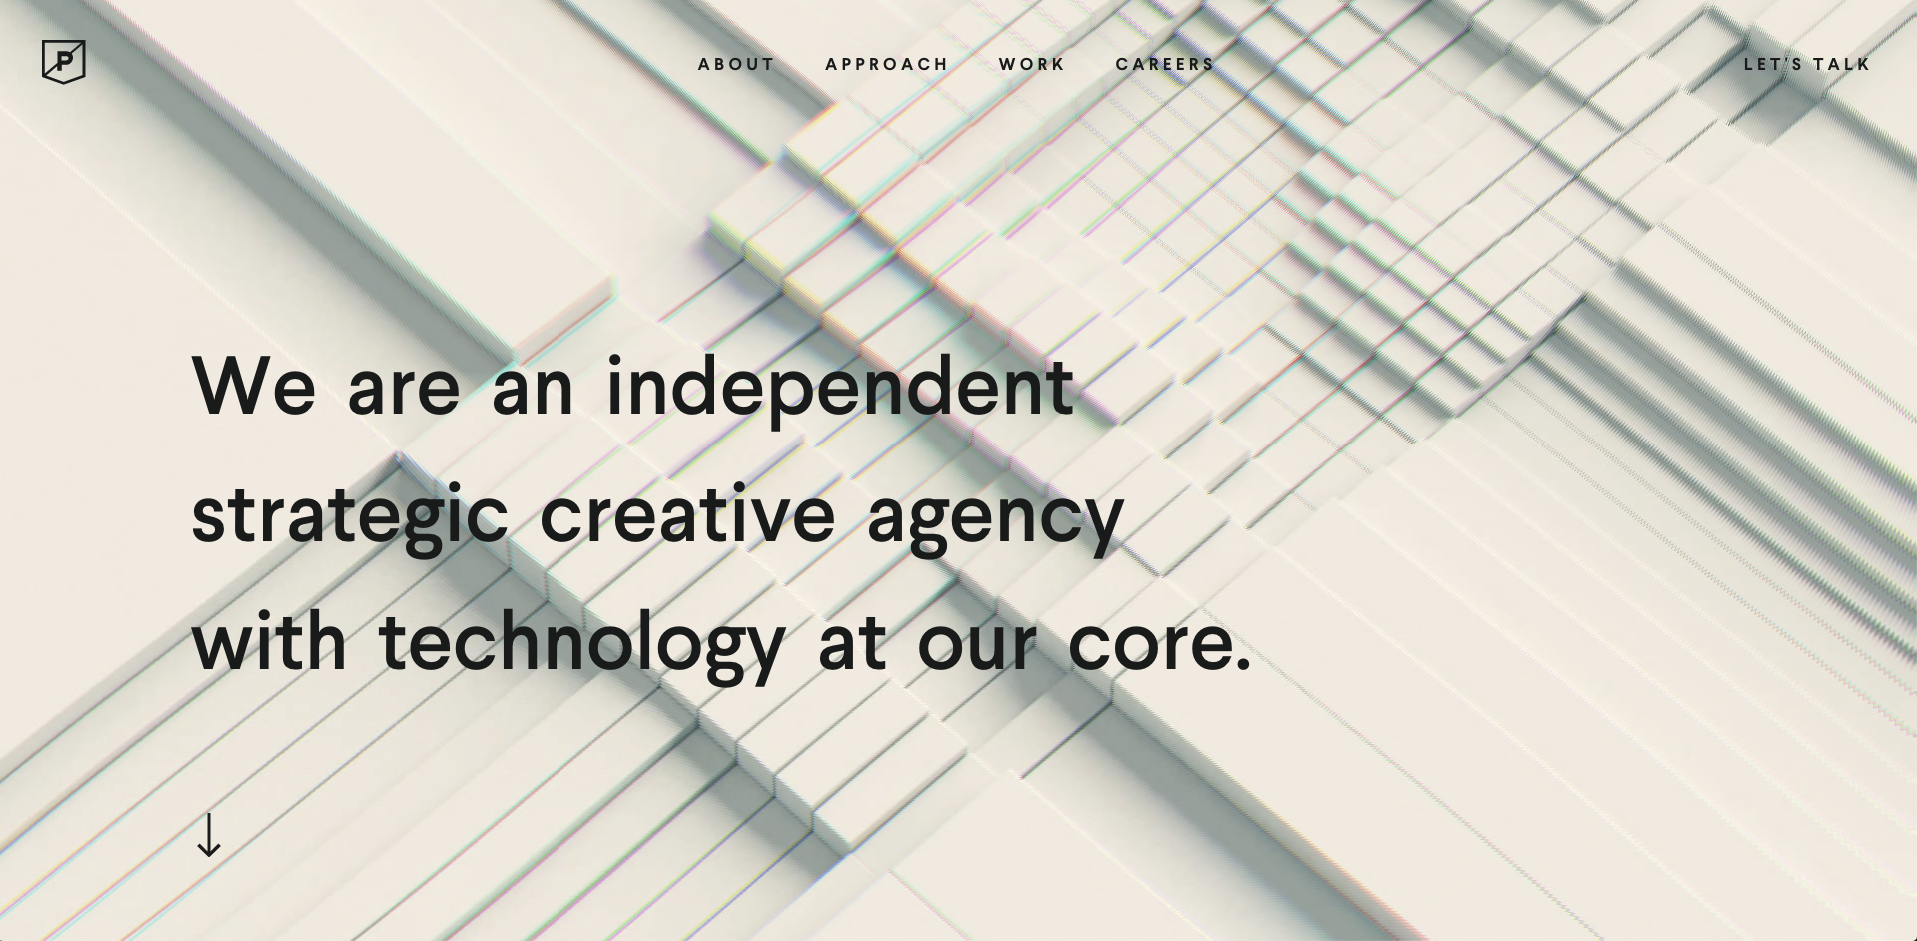 P
ABOUT APPROACH WORK CAREERS LET'S TALK
We are an independent
strategic creative agency
with technology at our core.